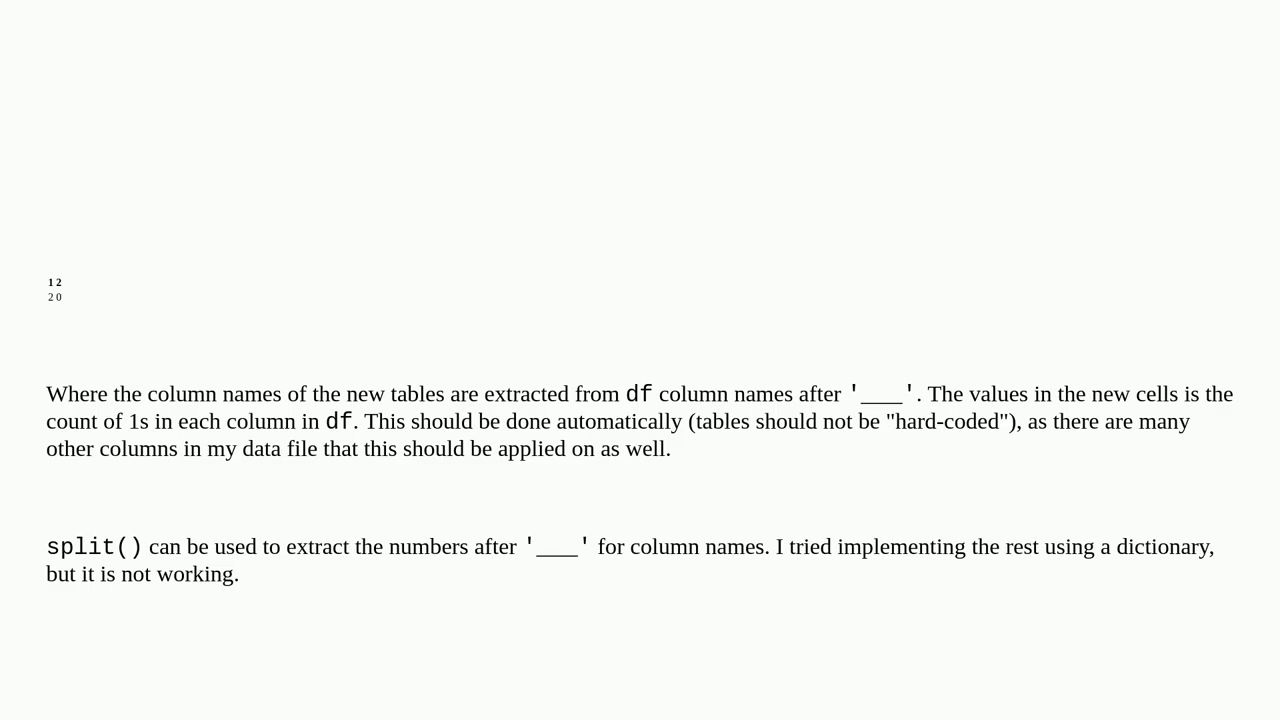 1 2
2 0
Where the column names of the new tables are extracted from df column names after '___'. The values in the new cells is the
count of 1s in each column in df. This should be done automatically (tables should not be "hard-coded"), as there are many
other columns in my data file that this should be applied on as well.
split() can be used to extract the numbers after '___' for column names. I tried implementing the rest using a dictionary,
but it is not working.